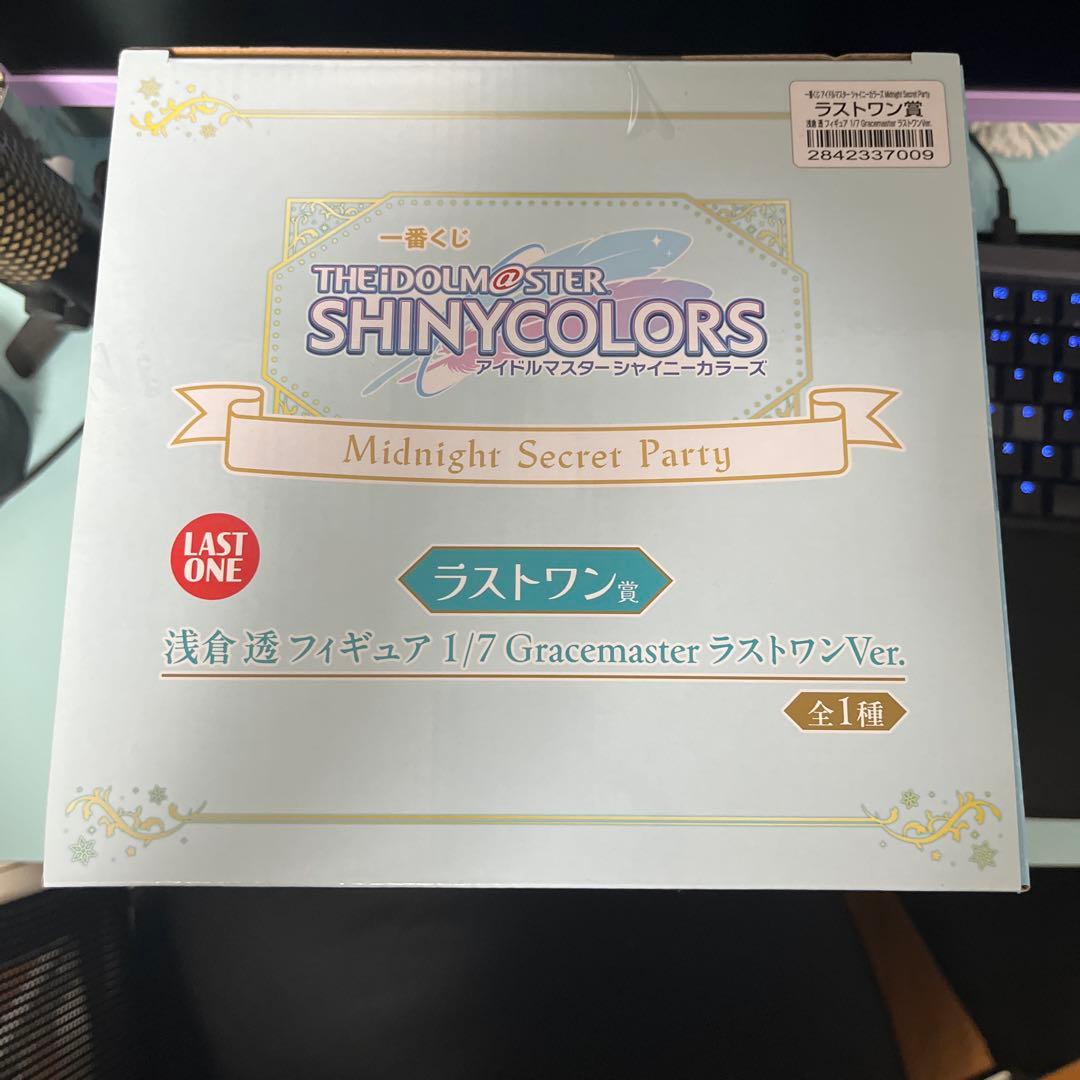 一番くじ アイドルマスター シャイニーカラーズ Midnight Secret Party
ラストワン賞
浅倉 透 フィギュア 1/7 Gracemaster ラストワンVer.
2842337009
一番くじ
THE iDOLM@STER
SHINYCOLORS
アイドルマスター シャイニーカラーズ
Midnight Secret Party
LAST
ONE
ラストワン賞
浅倉 透 フィギュア 1/7 Gracemaster ラストワンVer.
全1種